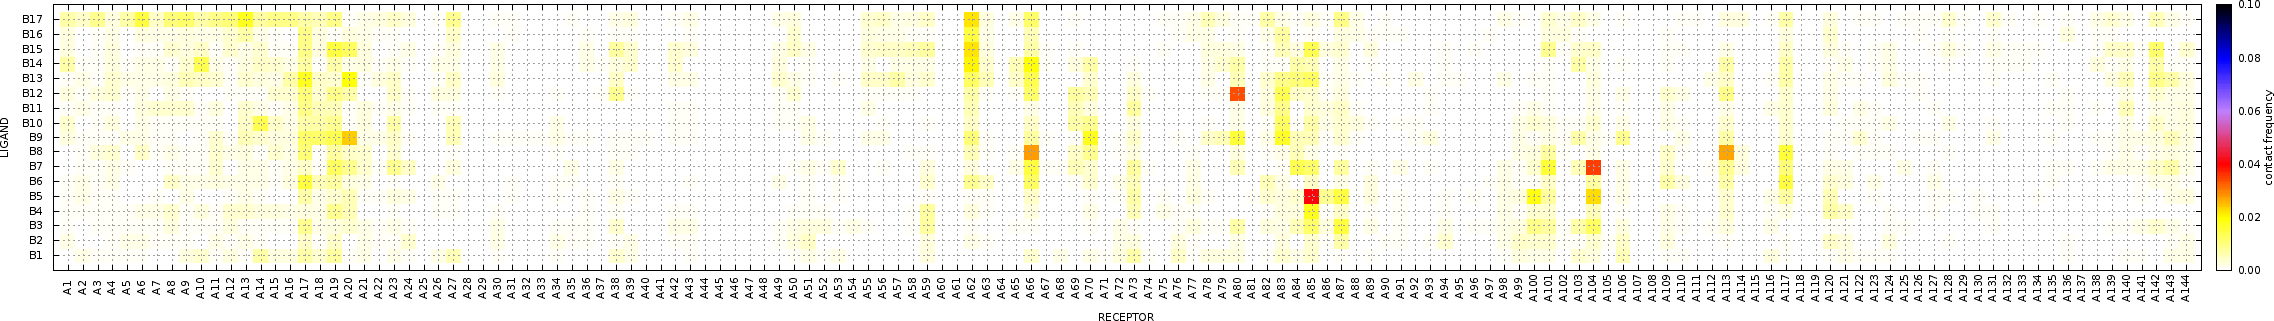 B17
B16
B15
B14
B13
B12
B11
B10
B9
B8
B7
B6
B5
B4
B3
B2
B1
LIGAND
A1 A2 A3 A4 A5 A6 A7 A8 A9 A10 A11 A12 A13 A14 A15 A16 A17 A18 A19 A20 A21 A22 A23 A24 A25 A26 A27 A28 A29 A30 A31 A32 A33 A34 A35 A36 A37 A38 A39 A40 A41 A42 A43 A44 A45 A46 A47 A48 A49 A50 A51 A52 A53 A54 A55 A56 A57 A58 A59 A60 A61 A62 A63 A64 A65 A66 A67 A68 A69 A70 A71 A72 A73 A74 A75 A76 A77 A78 A79 A80 A81 A82 A83 A84 A85 A86 A87 A88 A89 A90 A91 A92 A93 A94 A95 A96 A97 A98 A99 A100 A101 A102 A103 A104 A105 A106 A107 A108 A109 A110 A111 A112 A113 A114 A115 A116 A117 A118 A119 A120 A121 A122 A123 A124 A125 A126 A127 A128 A129 A130 A131 A132 A133 A134 A135 A136 A137 A138 A139 A140 A141 A142 A143 A144
RECEPTOR
0.10
0.08
0.06
0.04
0.02
0.00
contact frequency